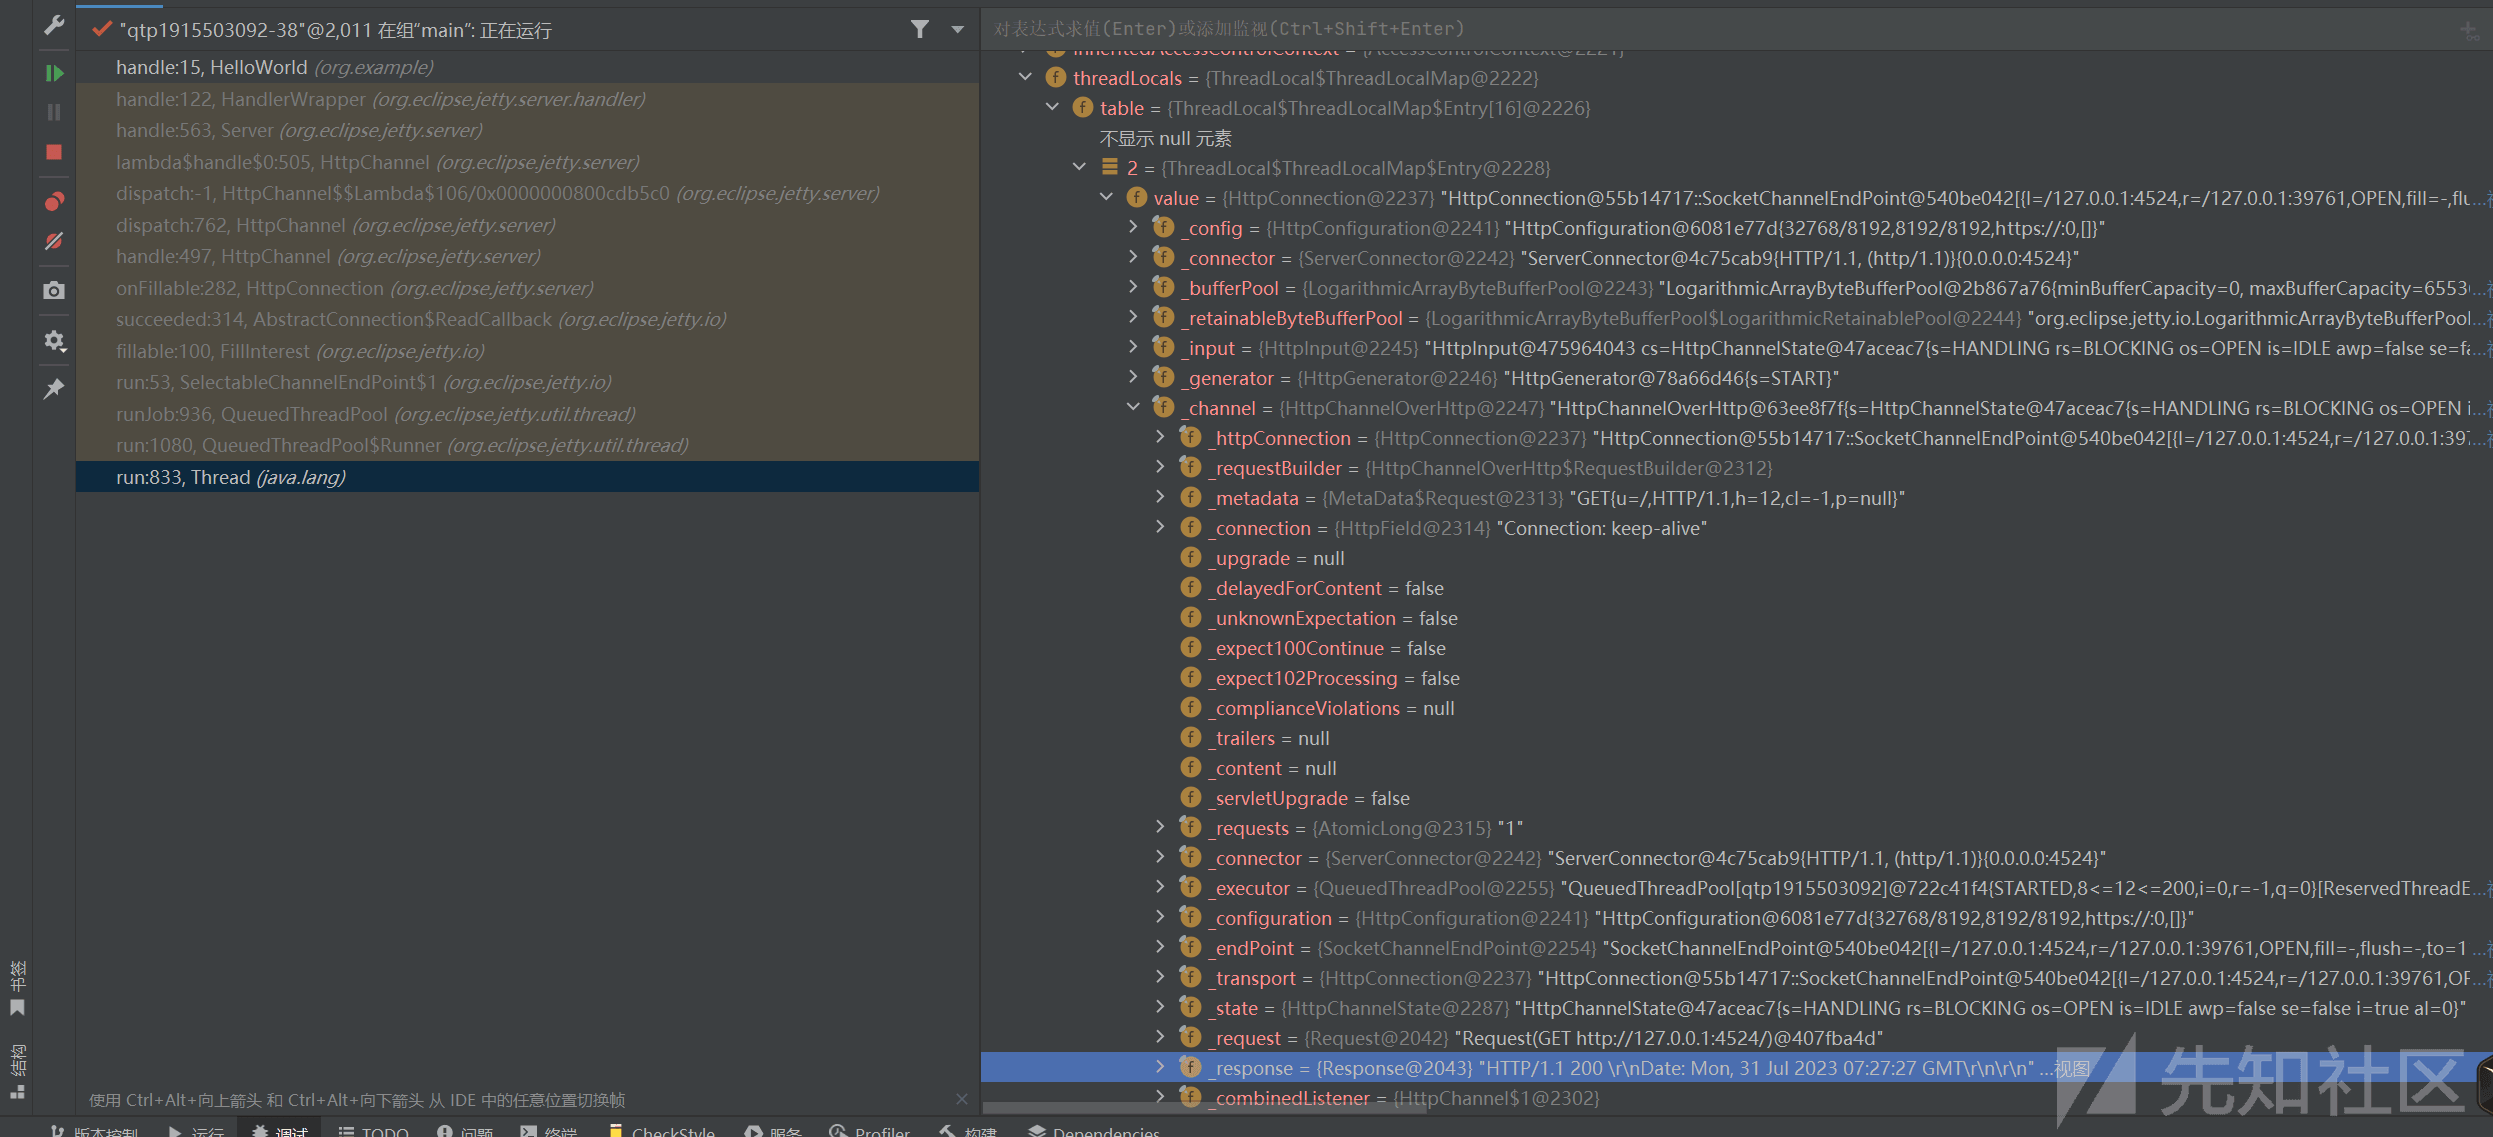 "qtp1915503092-38"@2,011 在组“main”: 正在运行
handle:15, HelloWorld (org.example)
handle:122, HandlerWrapper (org.eclipse.jetty.server.handler)
handle:563, Server (org.eclipse.jetty.server)
lambda$handle$0:505, HttpChannel (org.eclipse.jetty.server)
dispatch:-1, HttpChannel$$Lambda$106/0x0000000800cdb5c0 (org.eclipse.jetty.server)
dispatch:762, HttpChannel (org.eclipse.jetty.server)
handle:497, HttpChannel (org.eclipse.jetty.server)
onFillable:282, HttpConnection (org.eclipse.jetty.server)
succeeded:314, AbstractConnection$ReadCallback (org.eclipse.jetty.io)
fillable:100, FillInterest (org.eclipse.jetty.io)
run:53, SelectableChannelEndPoint$1 (org.eclipse.jetty.io)
runJob:936, QueuedThreadPool (org.eclipse.jetty.util.thread)
run:1080, QueuedThreadPool$Runner (org.eclipse.jetty.util.thread)
run:833, Thread (java.lang)
书签
结构
使用 Ctrl+Alt+向上箭头 和 Ctrl+Alt+向下箭头 从 IDE 中的任意位置切换帧
对表达式求值(Enter)或添加监视(Ctrl+Shift+Enter)
inheritedAccessControlContext = {AccessControlContext@2221}
threadLocals = {ThreadLocal$ThreadLocalMap@2222}
table = {ThreadLocal$ThreadLocalMap$Entry[16]@2226}
不显示 null 元素
2 = {ThreadLocal$ThreadLocalMap$Entry@2228}
value = {HttpConnection@2237} "HttpConnection@55b14717::SocketChannelEndPoint@540be042[{l=/127.0.0.1:4524,r=/127.0.0.1:39761,OPEN,fill=-,flu...
_config = {HttpConfiguration@2241} "HttpConfiguration@6081e77d{32768/8192,8192/8192,https://:0,[]}"
_connector = {ServerConnector@2242} "ServerConnector@4c75cab9{HTTP/1.1, (http/1.1)}{0.0.0.0:4524}"
_bufferPool = {LogarithmicArrayByteBufferPool@2243} "LogarithmicArrayByteBufferPool@2b867a76{minBufferCapacity=0, maxBufferCapacity=6553...
_retainableByteBufferPool = {LogarithmicArrayByteBufferPool$LogarithmicRetainablePool@2244} "org.eclipse.jetty.io.LogarithmicArrayByteBufferPool...
_input = {HttpInput@2245} "HttpInput@475964043 cs=HttpChannelState@47aceac7{s=HANDLING rs=BLOCKING os=OPEN is=IDLE awp=false se=fa...
_generator = {HttpGenerator@2246} "HttpGenerator@78a66d46{s=START}"
_channel = {HttpChannelOverHttp@2247} "HttpChannelOverHttp@63ee8f7f{s=HttpChannelState@47aceac7{s=HANDLING rs=BLOCKING os=OPEN i...
_httpConnection = {HttpConnection@2237} "HttpConnection@55b14717::SocketChannelEndPoint@540be042[{l=/127.0.0.1:4524,r=/127.0.0.1:397...
_requestBuilder = {HttpChannelOverHttp$RequestBuilder@2312}
_metadata = {MetaData$Request@2313} "GET{u=/,HTTP/1.1,h=12,cl=-1,p=null}"
_connection = {HttpField@2314} "Connection: keep-alive"
_upgrade = null
_delayedForContent = false
_unknownExpectation = false
_expect100Continue = false
_expect102Processing = false
_complianceViolations = null
_trailers = null
_content = null
_servletUpgrade = false
_requests = {AtomicLong@2315} "1"
_connector = {ServerConnector@2242} "ServerConnector@4c75cab9{HTTP/1.1, (http/1.1)}{0.0.0.0:4524}"
_executor = {QueuedThreadPool@2255} "QueuedThreadPool[qtp1915503092]@722c41f4{STARTED,8<=12<=200,i=0,r=-1,q=0}[ReservedThreadE...
_configuration = {HttpConfiguration@2241} "HttpConfiguration@6081e77d{32768/8192,8192/8192,https://:0,[]}"
_endPoint = {SocketChannelEndPoint@2254} "SocketChannelEndPoint@540be042[{l=/127.0.0.1:4524,r=/127.0.0.1:39761,OPEN,fill=-,flush=-,to=1 ...
_transport = {HttpConnection@2237} "HttpConnection@55b14717::SocketChannelEndPoint@540be042[{l=/127.0.0.1:4524,r=/127.0.0.1:39761,OP...
_state = {HttpChannelState@2287} "HttpChannelState@47aceac7{s=HANDLING rs=BLOCKING os=OPEN is=IDLE awp=false se=false i=true al=0}"
_request = {Request@2042} "Request(GET http://127.0.0.1:4524/)@407fba4d"
_response = {Response@2043} "HTTP/1.1 200 \r\nDate: Mon, 31 Jul 2023 07:27:27 GMT\r\n\r\n" ...视图
_combinedListener = {HttpChannel$1@2302}
先知社区
版本控制 运行 调试 TODO 问题 终端 CheckStyle 服务 Profiler 构建 Dependencies